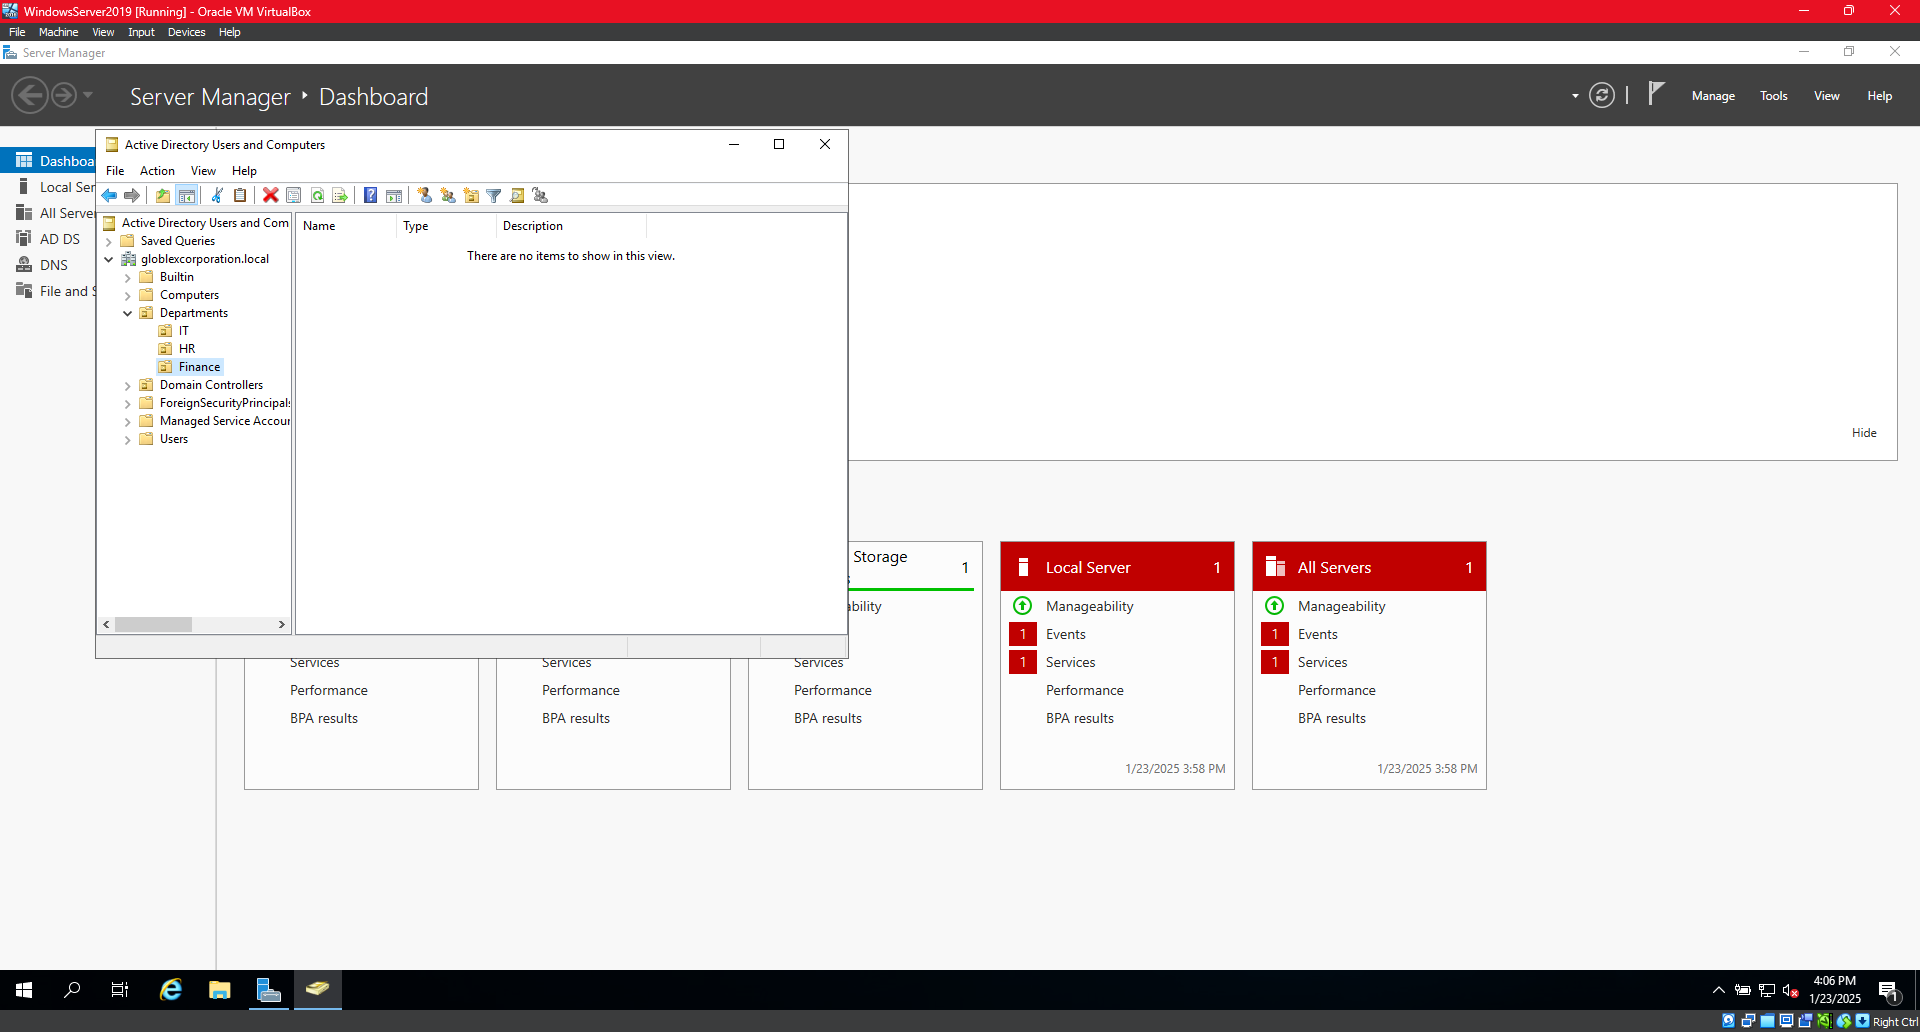 WindowsServer2019 [Running] - Oracle VM VirtualBox
File Machine View Input Devices Help
Server Manager
Server Manager Dashboard
Manage Tools View Help
Dashboa
Local Ser
All Server
AD DS
DNS
File and S
Active Directory Users and Computers
File Action View Help
Active Directory Users and Com
Saved Queries
globlexcorporation.local
Builtin
Computers
Departments
IT
HR
Finance
Domain Controllers
ForeignSecurityPrincipals
Managed Service Accour
Users
Name Type Description
There are no items to show in this view.
Hide
Services
Performance
BPA results
Services
Performance
BPA results
Storage 1
s
ability
Services
Performance
BPA results
Local Server 1
Manageability
1 Events
1 Services
Performance
BPA results
1/23/2025 3:58 PM
All Servers 1
Manageability
1 Events
1 Services
Performance
BPA results
1/23/2025 3:58 PM
4:06 PM
1/23/2025
1
Right Ctrl